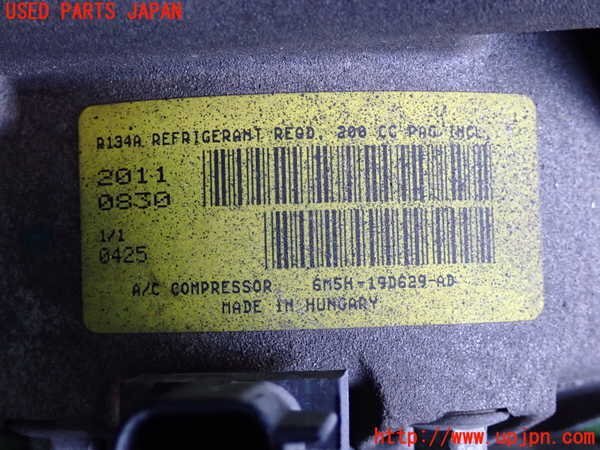 USED PARTS JAPAN
R134A REFRIGERANT REQD. 200 CC PAG INCL.
2011
0830
1/1
0425
A/C COMPRESSOR 6M5H-19D629-AD
MADE IN HUNGARY
http://www.upjpn.com/